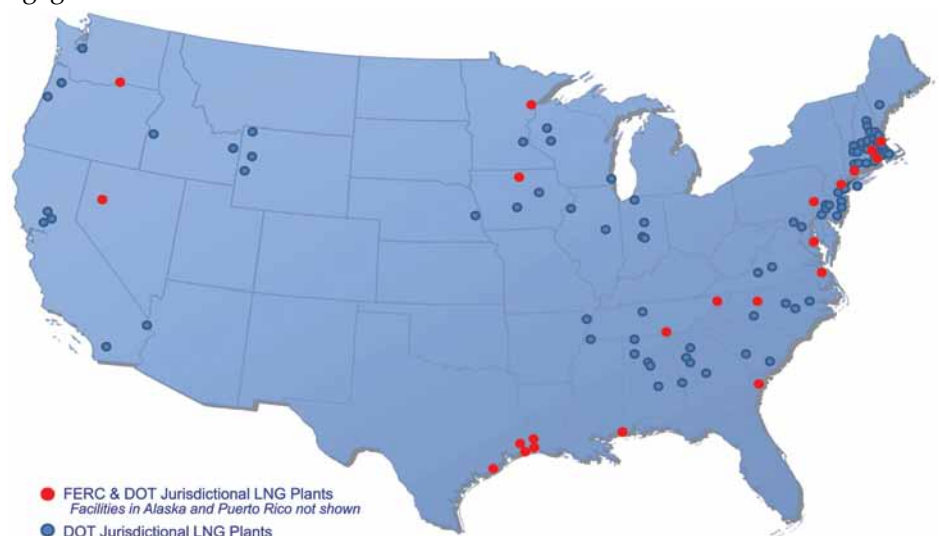 FERC & DOT Jurisdictional LNG Plants
Facilities in Alaska and Puerto Rico not shown
DOT Jurisdictional LNG Plants